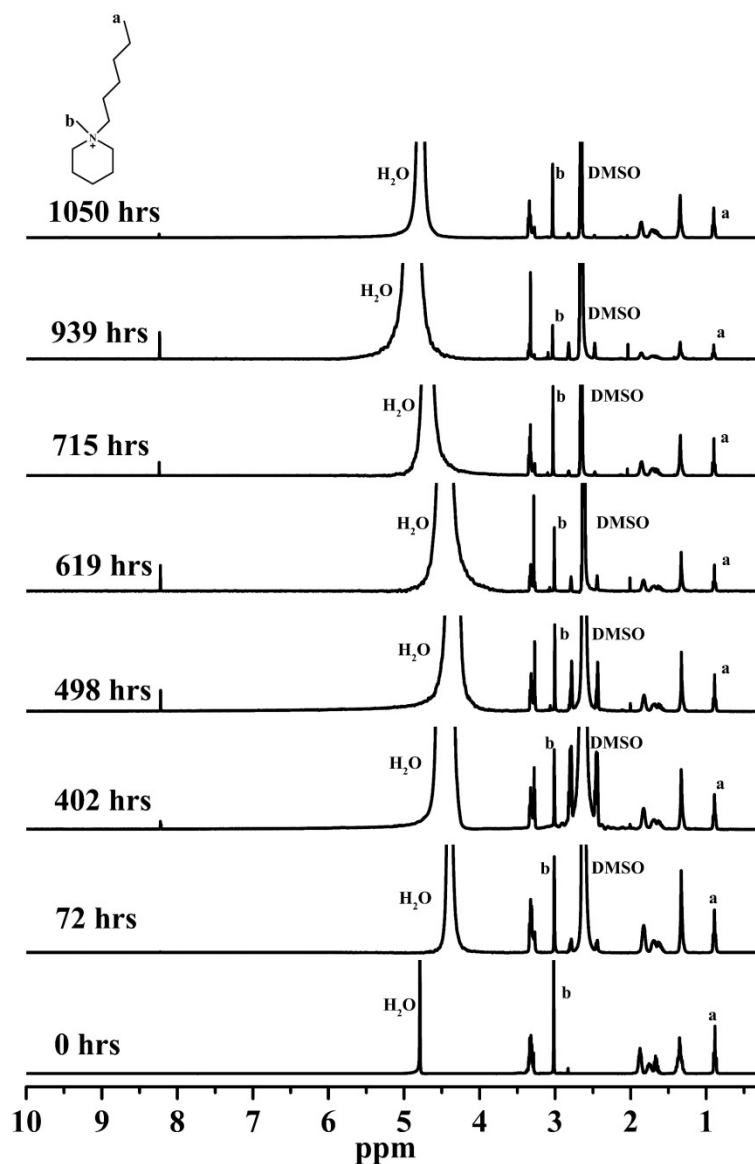 a
b
N
+
H₂O
b
DMSO
a
1050 hrs
H₂O
b
DMSO
a
939 hrs
H₂O
b
DMSO
a
715 hrs
H₂O
b
DMSO
a
619 hrs
H₂O
b
DMSO
a
498 hrs
H₂O
b
DMSO
a
402 hrs
H₂O
b
DMSO
a
72 hrs
H₂O
b
a
0 hrs
10 9 8 7 6 5 4 3 2 1
ppm